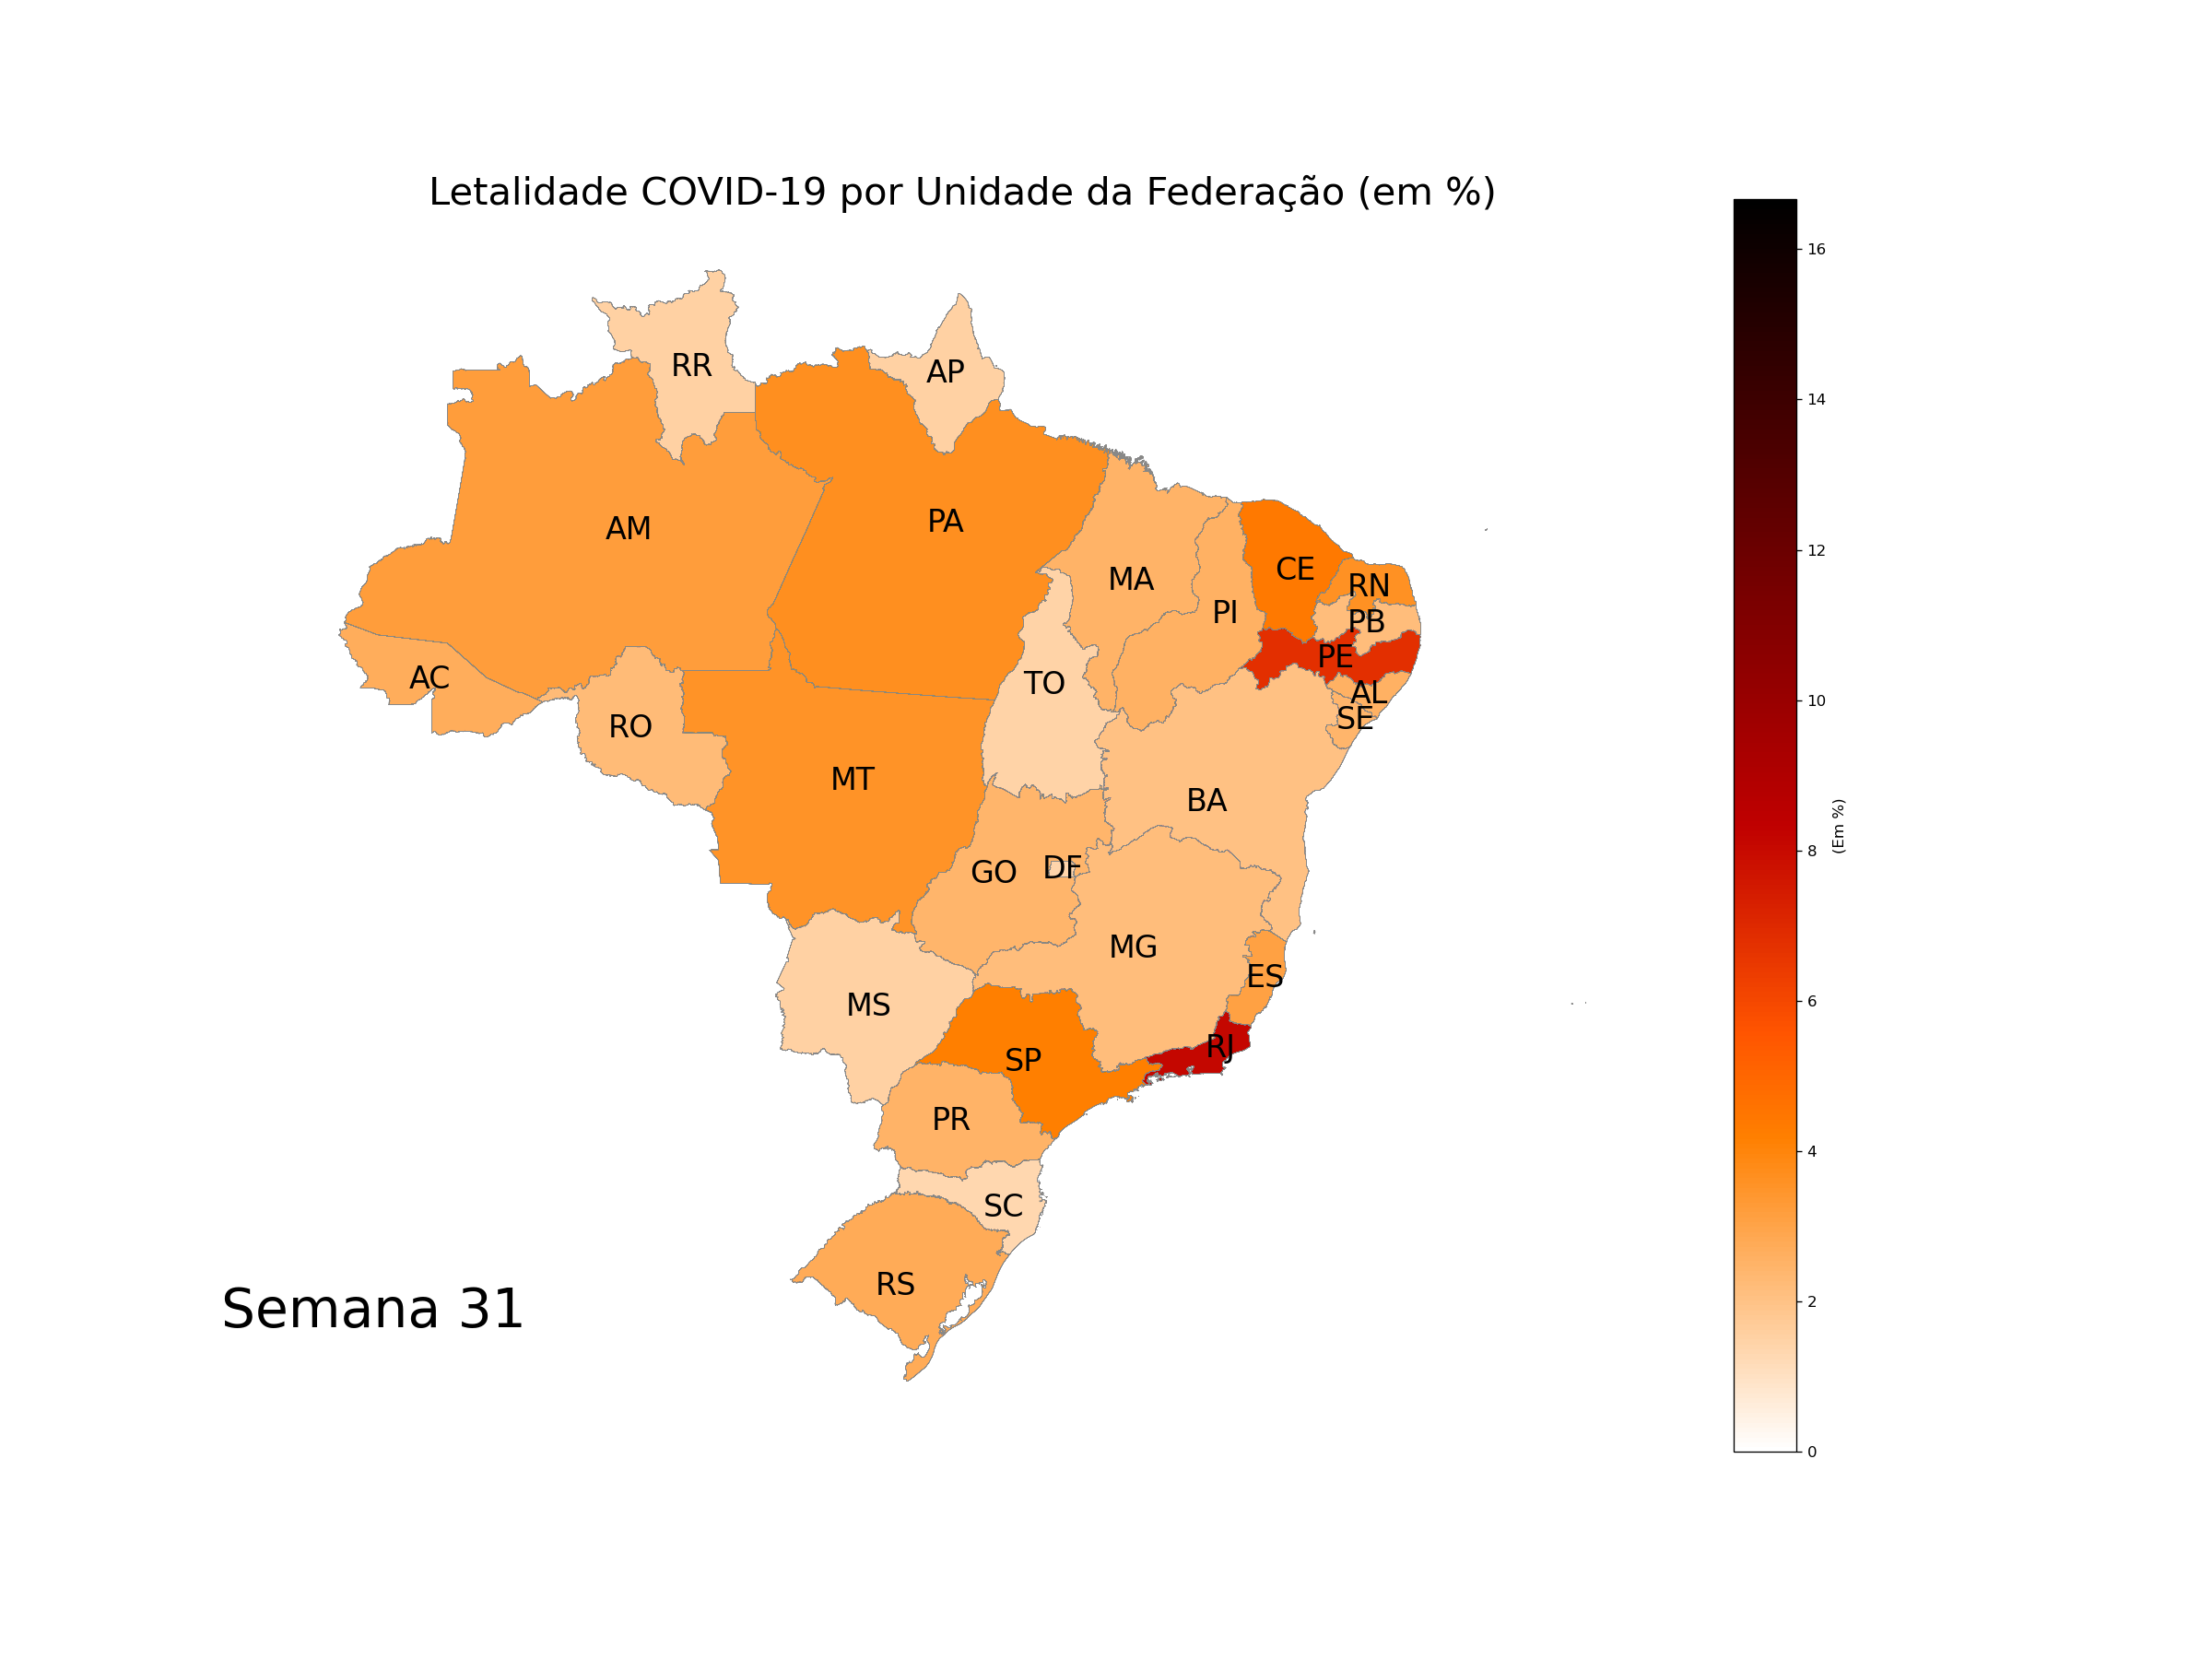 Letalidade COVID-19 por Unidade da Federação (em %)
RR
AP
AM
PA
MA
CE
RN
PI
PB
PE
AC
TO
AL
SE
RO
MT
BA
GO
DF
MG
ES
MS
RJ
SP
PR
SC
RS
Semana 31
16
14
12
10
8
6
4
2
0
(Em %)